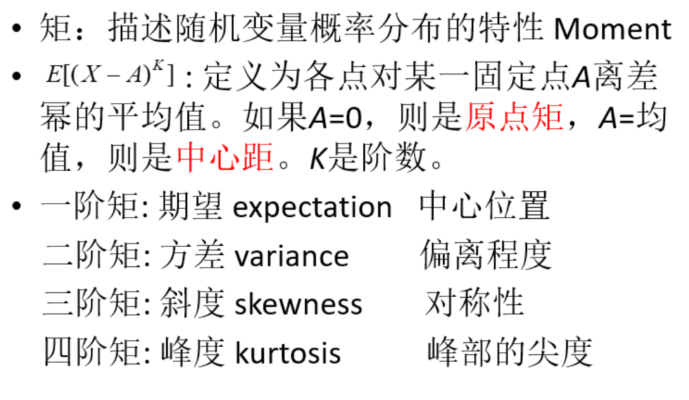 • 矩：描述随机变量概率分布的特性 Moment
• E[(X − A)^K] : 定义为各点对某一固定点A离差
幂的平均值。如果A=0，则是原点矩，A=均
值，则是中心距。K是阶数。
• 一阶矩: 期望 expectation 中心位置
二阶矩: 方差 variance 偏离程度
三阶矩: 斜度 skewness 对称性
四阶矩: 峰度 kurtosis 峰部的尖度